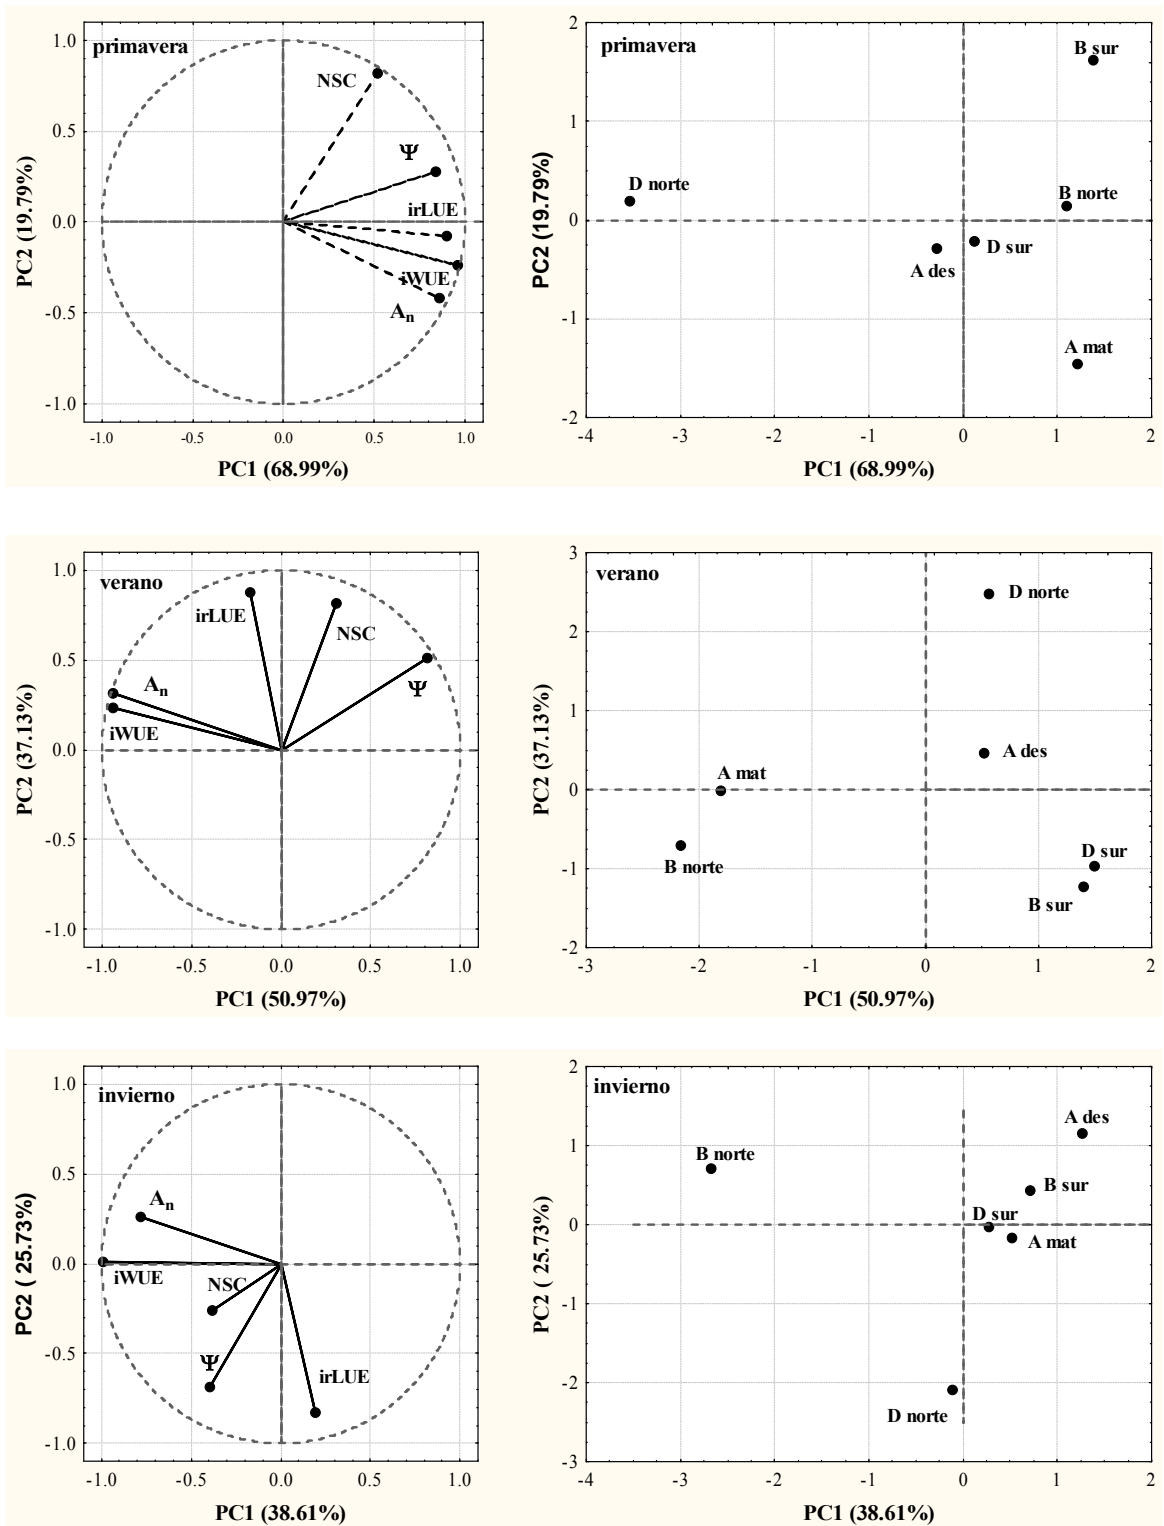 primavera
NSC
Ψ
irLUE
iWUE
An
1.0
0.5
0.0
-0.5
-1.0
-1.0
-0.5
0.0
0.5
1.0
PC2 (19.79%)
PC1 (68.99%)
primavera
B sur
D norte
B norte
D sur
A des
A mat
2
1
0
-1
-2
-4
-3
-2
-1
0
1
2
PC2 (19.79%)
PC1 (68.99%)
verano
irLUE
NSC
An
Ψ
iWUE
1.0
0.5
0.0
-0.5
-1.0
-1.0
-0.5
0.0
0.5
1.0
PC2 (37.13%)
PC1 (50.97%)
verano
D norte
A des
A mat
D sur
B norte
B sur
3
2
1
0
-1
-2
-3
-2
-1
0
1
2
PC2 (37.13%)
PC1 (50.97%)
invierno
An
iWUE
NSC
Ψ
irLUE
1.0
0.5
0.0
-0.5
-1.0
-1.0
-0.5
0.0
0.5
1.0
PC2 ( 25.73%)
PC1 (38.61%)
invierno
A des
B norte
B sur
D sur
A mat
D norte
2
1
0
-1
-2
-3
-4
-3
-2
-1
0
1
2
PC2 ( 25.73%)
PC1 (38.61%)